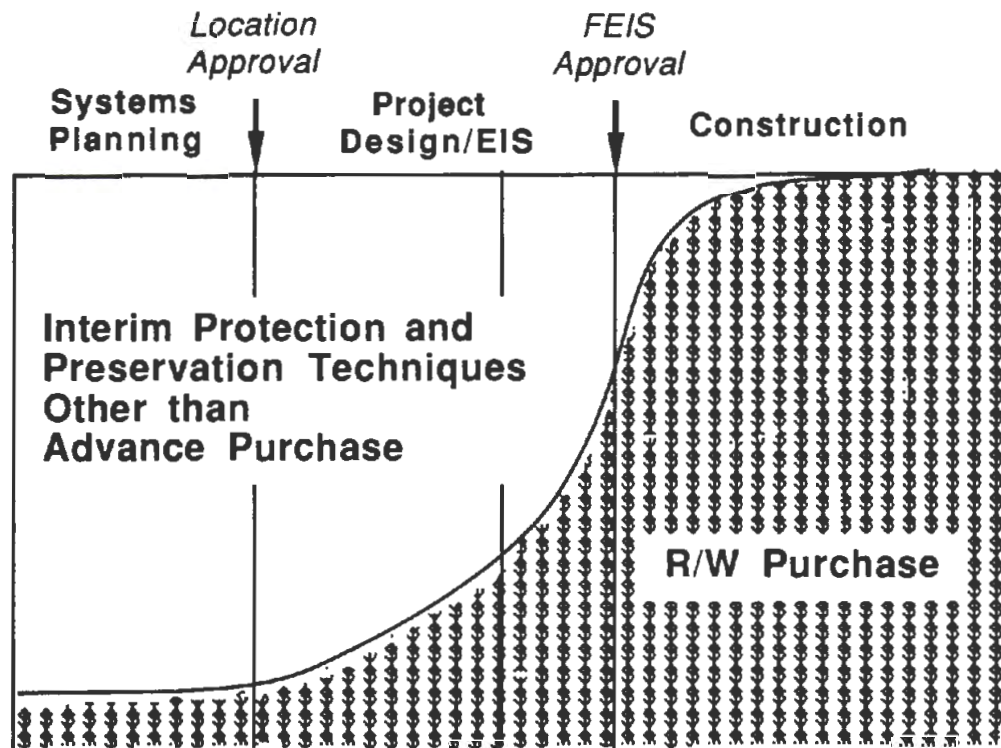 Location
Approval
FEIS
Approval
Systems
Planning
Project
Design/EIS
Construction
Interim Protection and
Preservation Techniques
Other than
Advance Purchase
R/W Purchase